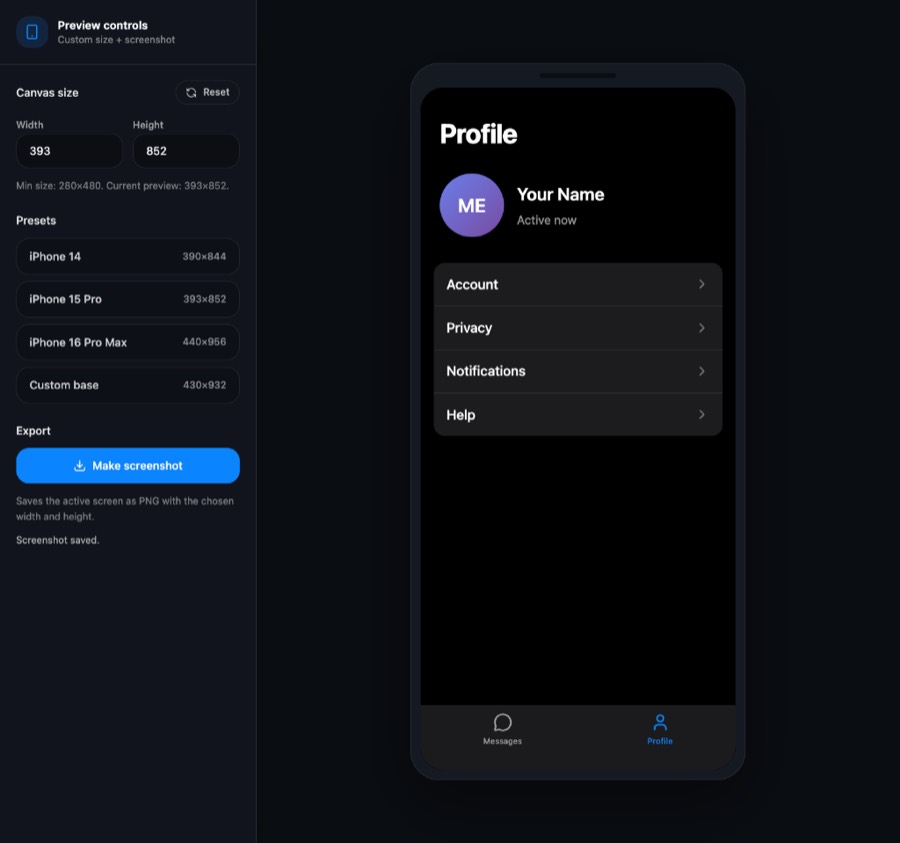 Preview controls
Custom size + screenshot
Canvas size
Reset
Width
Height
393
852
Min size: 280×480. Current preview: 393×852.
Presets
iPhone 14
390×844
iPhone 15 Pro
393×852
iPhone 16 Pro Max
440×956
Custom base
430×932
Export
Make screenshot
Saves the active screen as PNG with the chosen
width and height.
Screenshot saved.
Profile
ME
Your Name
Active now
Account
Privacy
Notifications
Help
Messages
Profile